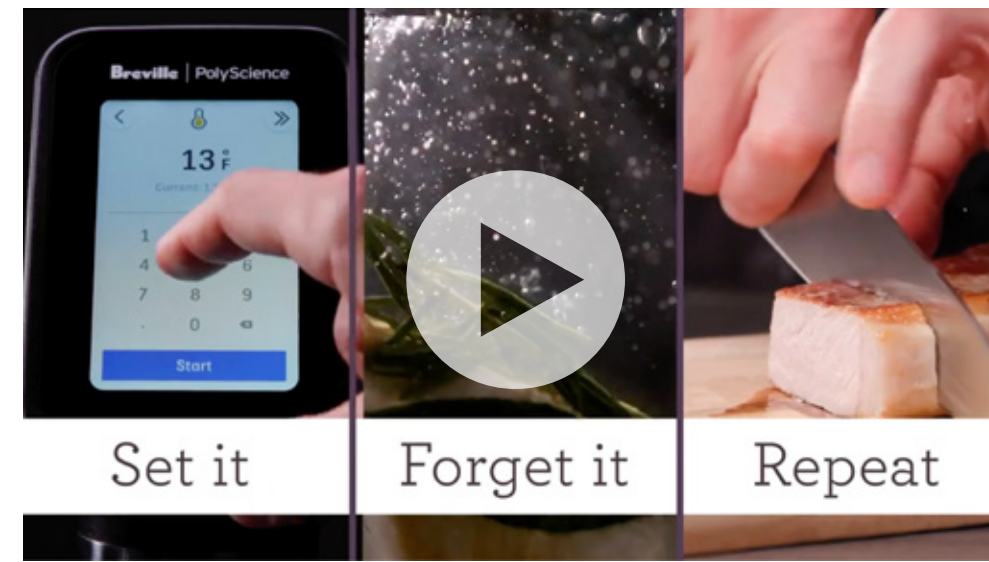 Breville | PolyScience
13 °F
Current: 1
1
4 6
7 8 9
. 0
Start
Set it
Forget it
Repeat